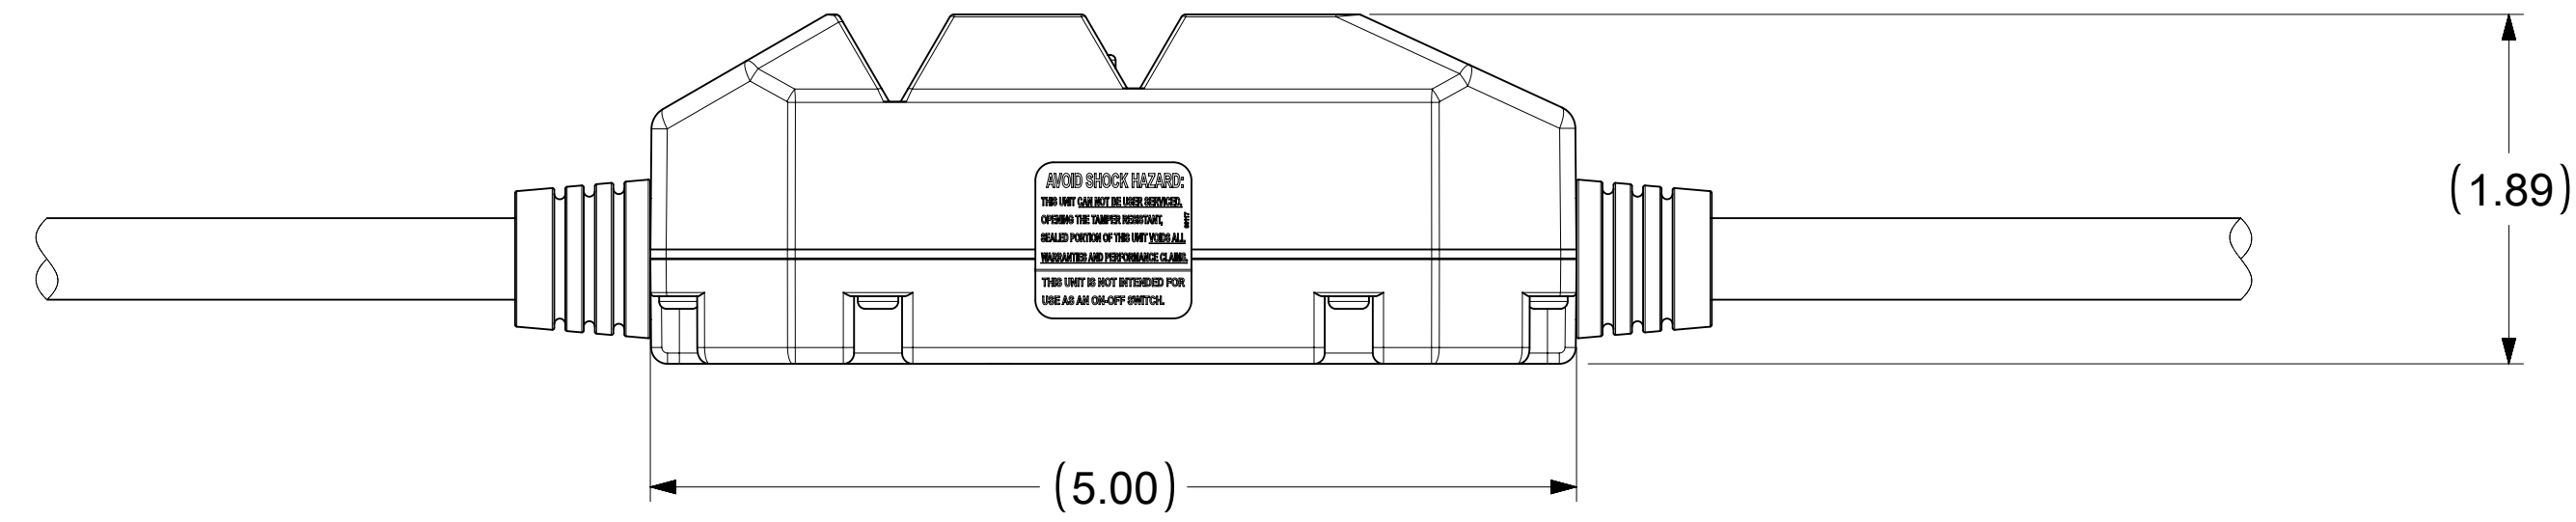 AVOID SHOCK HAZARD:
THIS UNIT CAN NOT BE USER SERVICED.
OPENING THE TAMPER RESISTANT,
SEALED PORTION OF THIS UNIT VOIDS ALL
WARRANTIES AND PERFORMANCE CLAIMS.
THIS UNIT IS NOT INTENDED FOR
USE AS AN ON-OFF SWITCH.
(1.89)
(5.00)